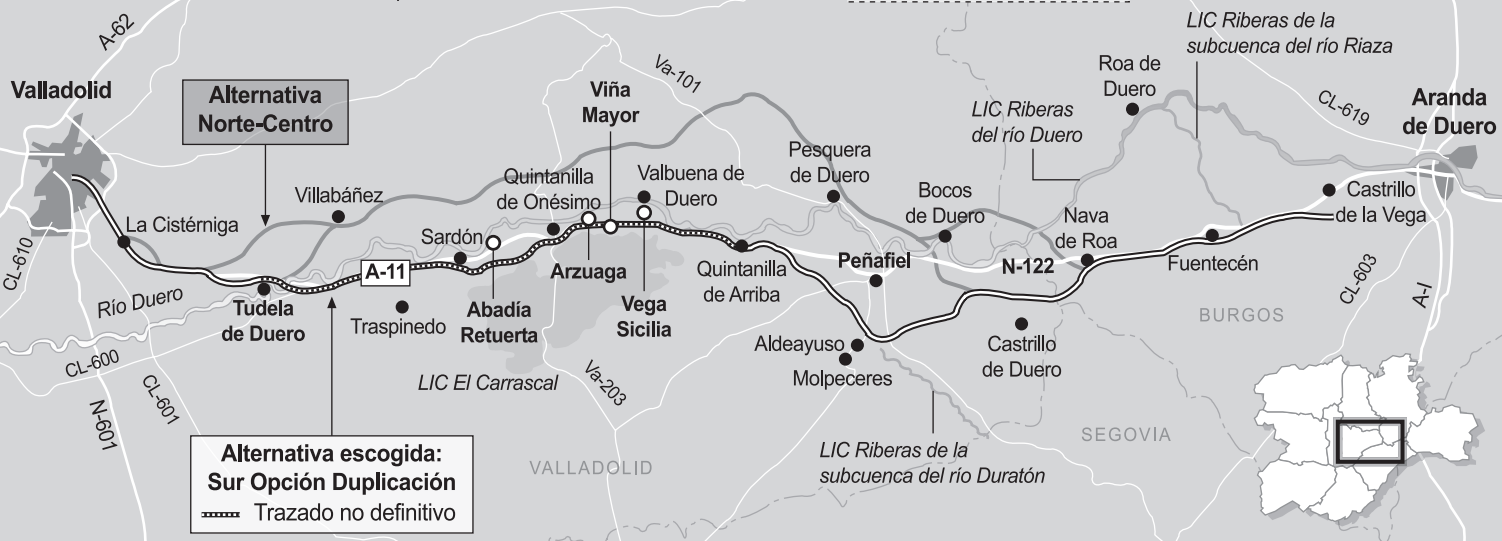 A-62
Valladolid
Alternativa
Norte-Centro
Va-101
Viña
Mayor
LIC Riberas de la
subcuenca del río Riaza
Roa de
Duero
LIC Riberas
del río Duero
CL-619
Aranda
de Duero
La Cistérniga
Villabáñez
Quintanilla
de Onésimo
Valbuena de
Duero
Pesquera
de Duero
Bocos
de Duero
Nava
de Roa
Castrillo
de la Vega
CL-610
Sardón
A-11
Arzuaga
Peñafiel
N-122
Fuentecén
CL-603
A-I
Río Duero
Tudela
de Duero
Traspinedo
Abadía
Retuerta
Vega
Sicilia
Quintanilla
de Arriba
BURGOS
CL-600
CL-601
N-601
LIC El Carrascal
Va-203
Aldeayuso
Molpeceres
Castrillo
de Duero
Alternativa escogida:
Sur Opción Duplicación
Trazado no definitivo
VALLADOLID
LIC Riberas de la
subcuenca del río Duratón
SEGOVIA